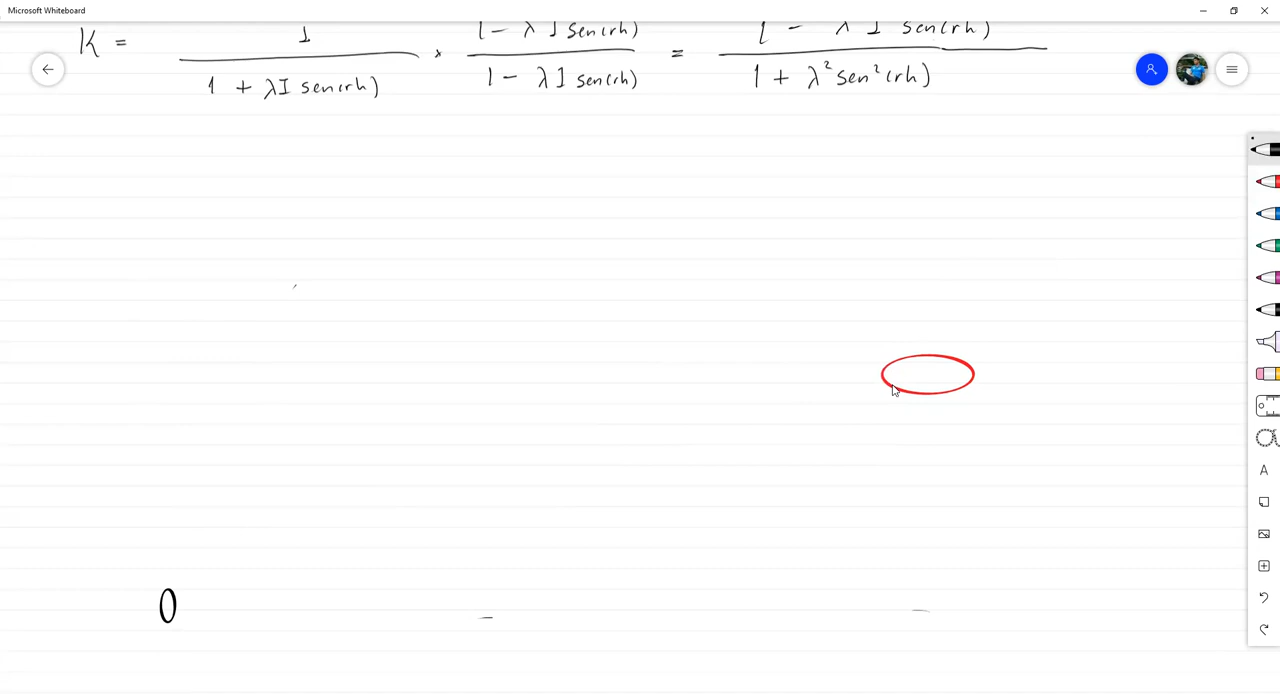 Microsoft Whiteboard
K = 1 / (1 + λI sen(rh)) * (1 - λI sen(rh)) / (1 - λI sen(rh)) = (1 - λI sen(rh)) / (1 + λ² sen²(rh))
A
0
- -